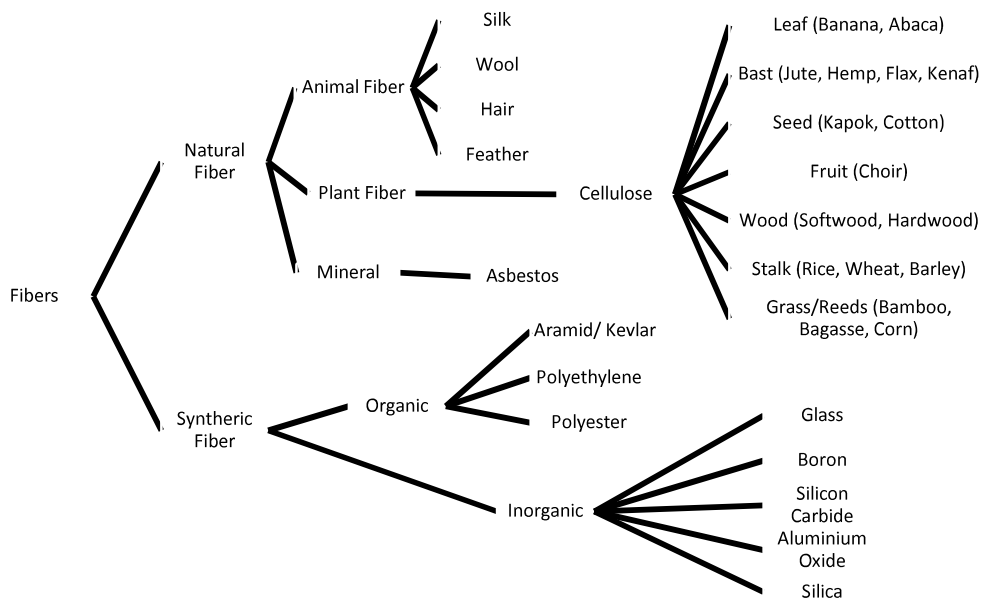 Fibers
Natural
Fiber
Animal Fiber
Silk
Wool
Hair
Feather
Plant Fiber
Cellulose
Leaf (Banana, Abaca)
Bast (Jute, Hemp, Flax, Kenaf)
Seed (Kapok, Cotton)
Fruit (Choir)
Wood (Softwood, Hardwood)
Stalk (Rice, Wheat, Barley)
Grass/Reeds (Bamboo,
Bagasse, Corn)
Mineral
Asbestos
Syntheric
Fiber
Organic
Aramid/ Kevlar
Polyethylene
Polyester
Inorganic
Glass
Boron
Silicon
Carbide
Aluminium
Oxide
Silica